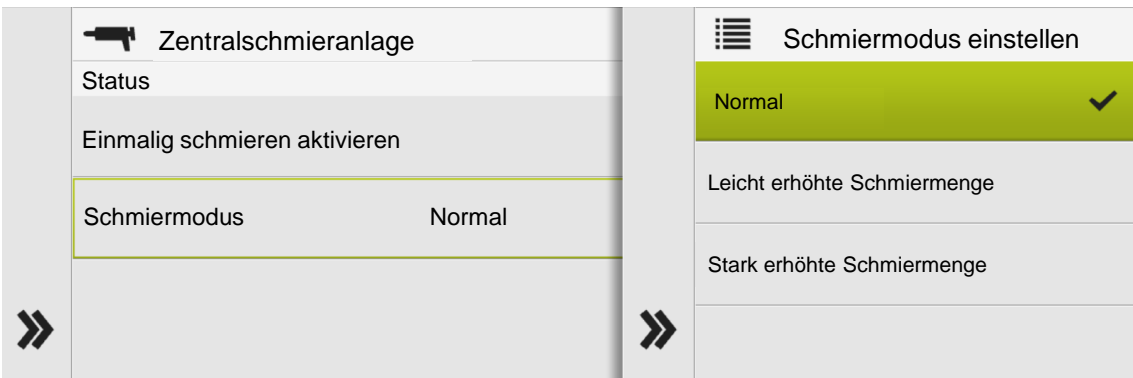 Zentralschmieranlage
Status
Einmalig schmieren aktivieren
Schmiermodus Normal
Schmiermodus einstellen
Normal
Leicht erhöhte Schmiermenge
Stark erhöhte Schmiermenge